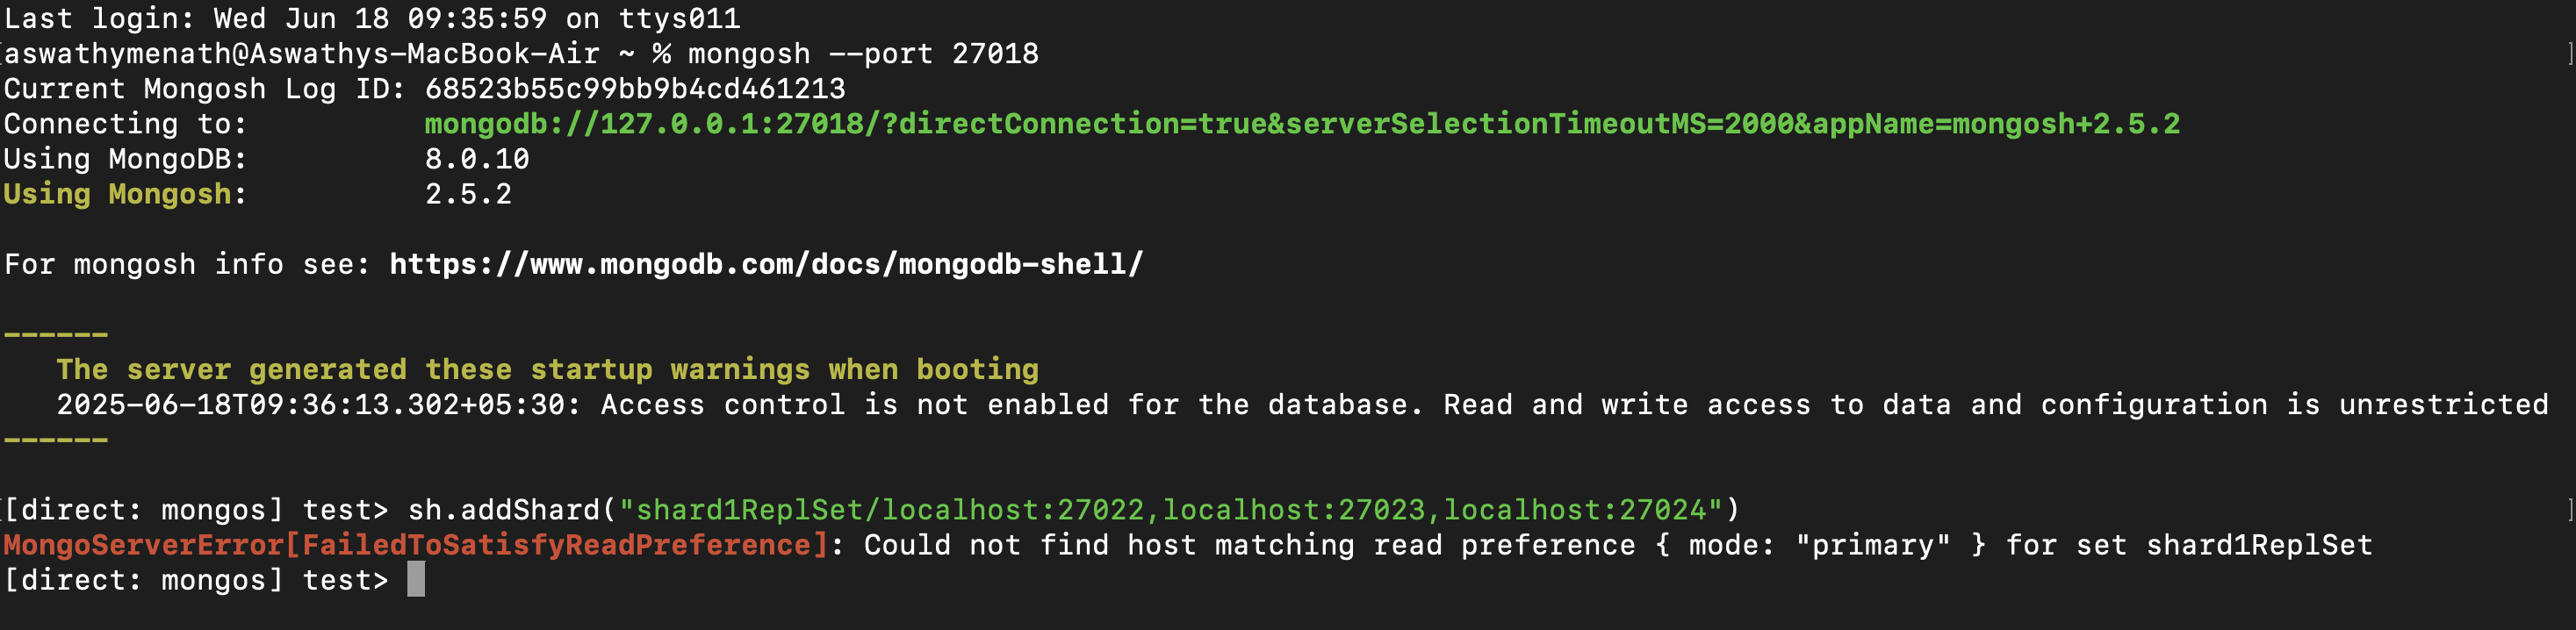 Last login: Wed Jun 18 09:35:59 on ttys011
[aswathymenath@Aswathys-MacBook-Air ~ % mongosh --port 27018 ]
Current Mongosh Log ID: 68523b55c99bb9b4cd461213
Connecting to: mongodb://127.0.0.1:27018/?directConnection=true&serverSelectionTimeoutMS=2000&appName=mongosh+2.5.2
Using MongoDB: 8.0.10
Using Mongosh: 2.5.2
For mongosh info see: https://www.mongodb.com/docs/mongodb-shell/
------
The server generated these startup warnings when booting
2025-06-18T09:36:13.302+05:30: Access control is not enabled for the database. Read and write access to data and configuration is unrestricted
------
[[direct: mongos] test> sh.addShard("shard1ReplSet/localhost:27022,localhost:27023,localhost:27024") ]
MongoServerError[FailedToSatisfyReadPreference]: Could not find host matching read preference { mode: "primary" } for set shard1ReplSet
[direct: mongos] test>